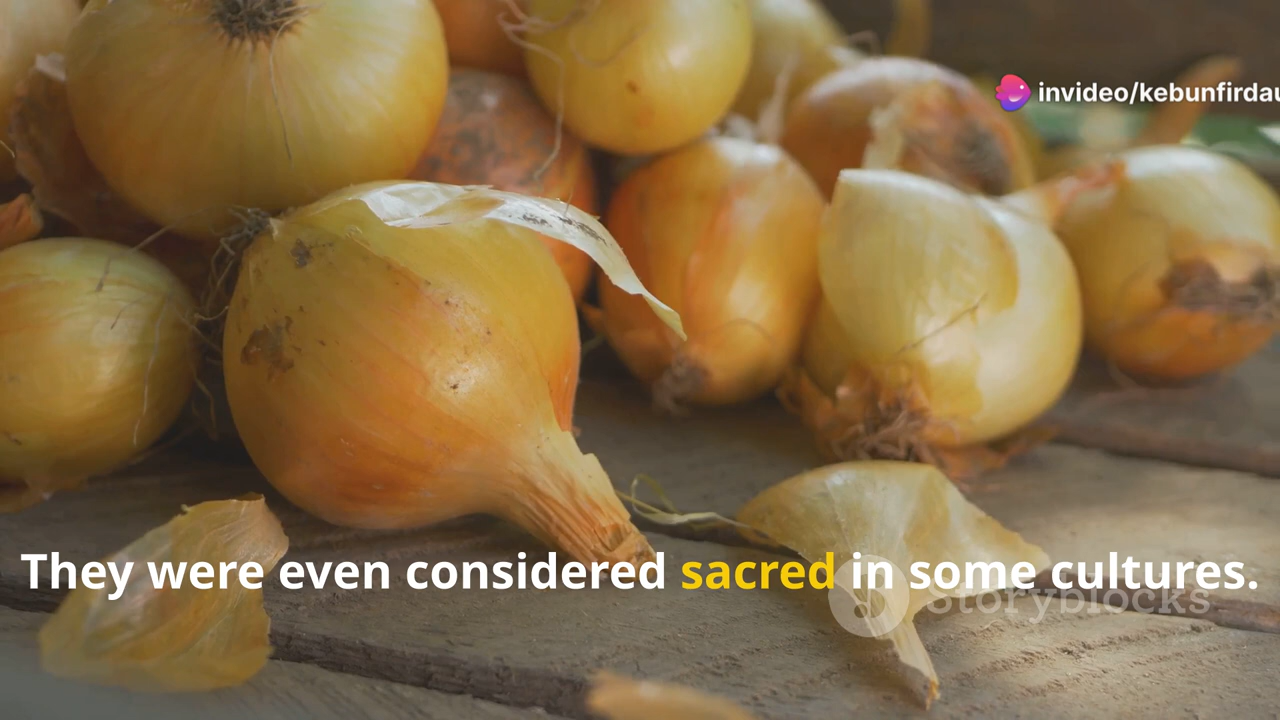 invideo/kebunfirdau
They were even considered sacred in some cultures.
Storyblocks